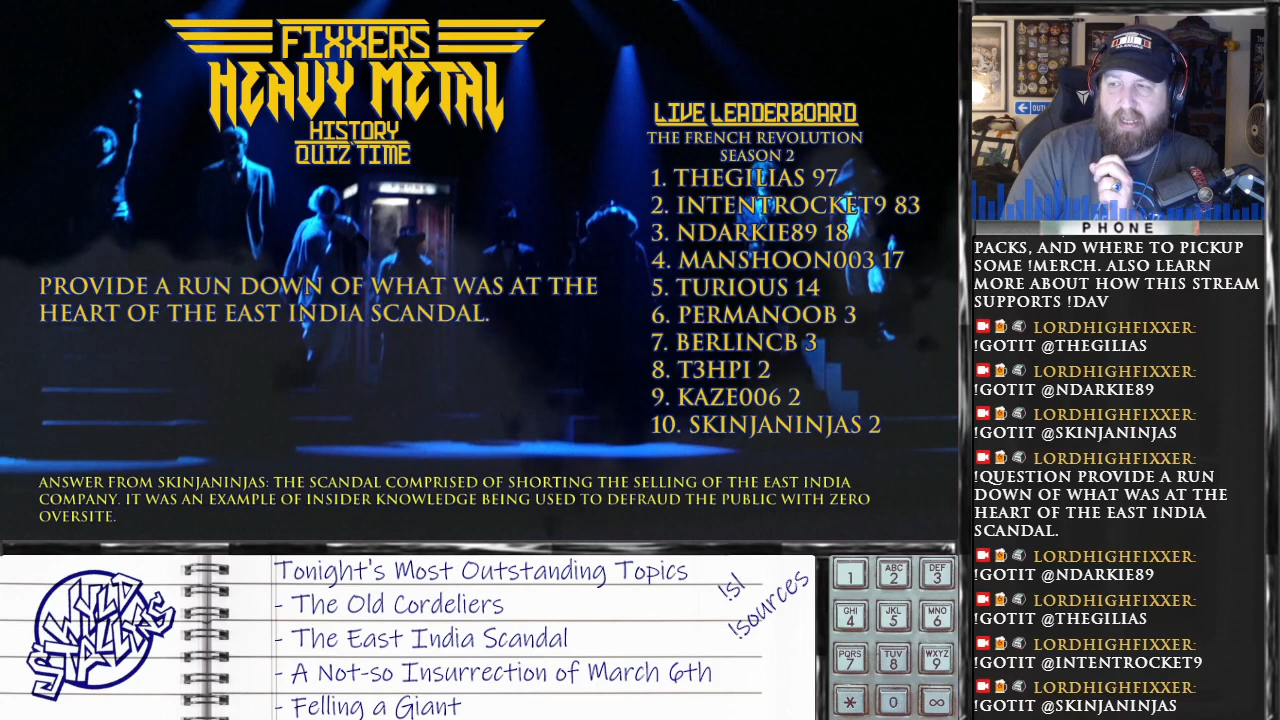 FIXXERS
HEAVY METAL
HISTORY
QUIZ TIME
PROVIDE A RUN DOWN OF WHAT WAS AT THE
HEART OF THE EAST INDIA SCANDAL.
LIVE LEADERBOARD
THE FRENCH REVOLUTION
SEASON 2
1. THEGILIAS 97
2. INTENTROCKET9 83
3. NDARKIE89 18
4. MANSHOON003 17
5. TURIOUS 14
6. PERMANOOB 3
7. BERLINCB 3
8. T3HPI 2
9. KAZE006 2
10. SKINJANINJAS 2
ANSWER FROM SKINJANINJAS: THE SCANDAL COMPRISED OF SHORTING THE SELLING OF THE EAST INDIA
COMPANY. IT WAS AN EXAMPLE OF INSIDER KNOWLEDGE BEING USED TO DEFRAUD THE PUBLIC WITH ZERO
OVERSITE.
PHONE
PHONE
PACKS, AND WHERE TO PICKUP
SOME !MERCH. ALSO LEARN
MORE ABOUT HOW THIS STREAM
SUPPORTS !DAV
LORDHIGHFIXXER:
!GOTIT @THEGILIAS
LORDHIGHFIXXER:
!GOTIT @NDARKIE89
LORDHIGHFIXXER:
!GOTIT @SKINJANINJAS
LORDHIGHFIXXER:
!QUESTION PROVIDE A RUN
DOWN OF WHAT WAS AT THE
HEART OF THE EAST INDIA
SCANDAL.
LORDHIGHFIXXER:
!GOTIT @NDARKIE89
LORDHIGHFIXXER:
!GOTIT @THEGILIAS
LORDHIGHFIXXER:
!GOTIT @INTENTROCKET9
LORDHIGHFIXXER:
!GOTIT @SKINJANINJAS
WYLD
STALLYNS
Tonight's Most Outstanding Topics
- The Old Cordeliers
- The East India Scandal
- A Not-so Insurrection of March 6th
- Felling a Giant
!sl
!sources
1
ABC 2
DEF 3
GHI 4
JKL 5
MNO 6
PQRS 7
TUV 8
WXYZ 9
*
0
∞